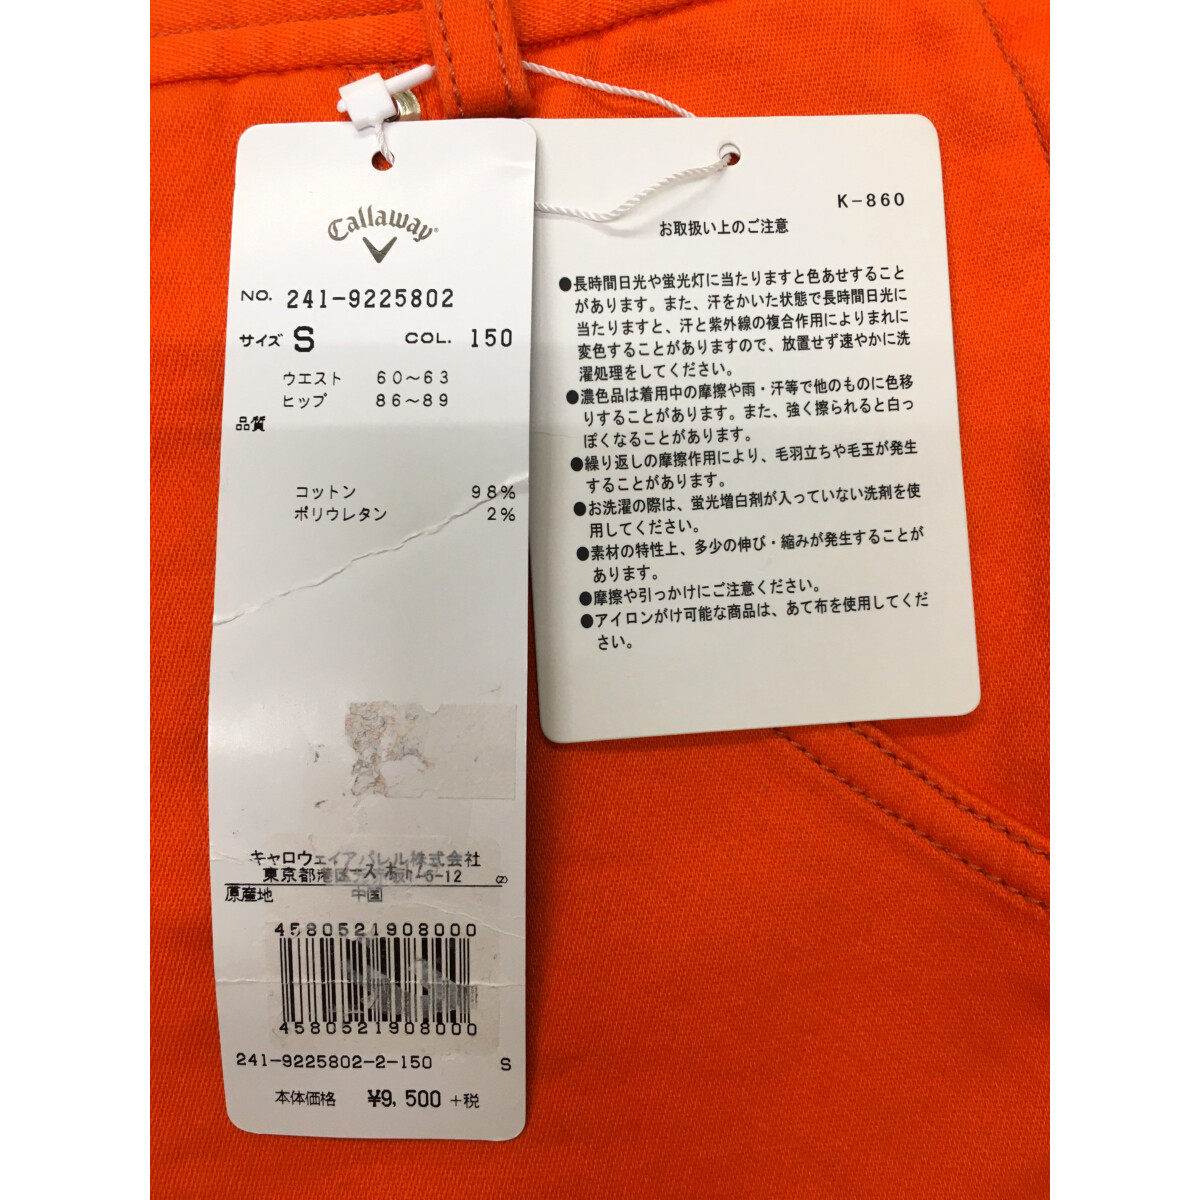 Callaway
NO. 241-9225802
サイズ S COL. 150
ウエスト 60～63
ヒップ 86～89
品質
コットン 98%
ポリウレタン 2%
キャロウェイアパレル株式会社
東京都港区 5-12 (Z)
原産地 中国
4580521908000
4580521908000
241-9225802-2-150 S
本体価格 ¥9,500 +税
K-860
お取扱い上のご注意
●長時間日光や蛍光灯に当たりますと色あせすること
があります。また、汗をかいた状態で長時間日光に
当たりますと、汗と紫外線の複合作用によりまれに
変色することがありますので、放置せず速やかに洗
濯処理をしてください。
●濃色品は着用中の摩擦や雨・汗等で他のものに色移
りすることがあります。また、強く擦られると白っ
ぽくなることがあります。
●繰り返しの摩擦作用により、毛羽立ちや毛玉が発生
することがあります。
●お洗濯の際は、蛍光増白剤が入っていない洗剤を使
用してください。
●素材の特性上、多少の伸び・縮みが発生することが
あります。
●摩擦や引っかけにご注意ください。
●アイロンがけ可能な商品は、あて布を使用してくだ
さい。